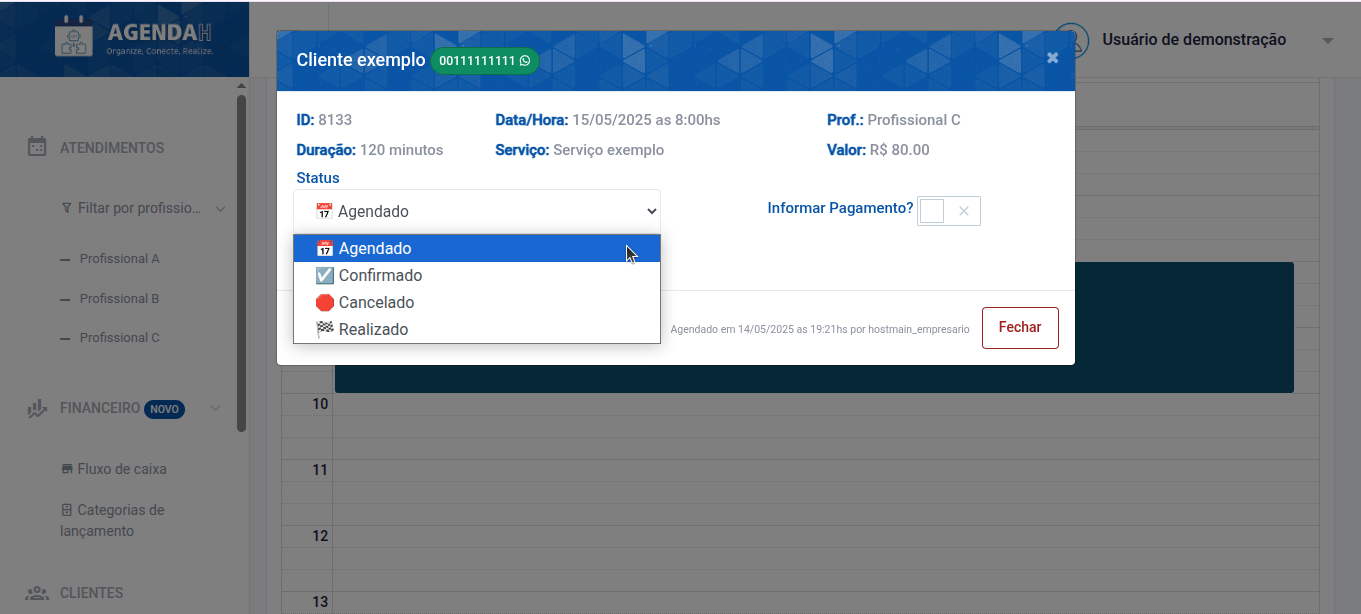 AGENDAH
Organize, Conecte, Realize.
Usuário de demonstração
ATENDIMENTOS
Filtar por profissio...
Profissional A
Profissional B
Profissional C
FINANCEIRO NOVO
Fluxo de caixa
Categorias de
lançamento
CLIENTES
Cliente exemplo 00111111111
×
ID: 8133
Data/Hora: 15/05/2025 as 8:00hs
Prof.: Profissional C
Duração: 120 minutos
Serviço: Serviço exemplo
Valor: R$ 80.00
Status
📅 Agendado
Informar Pagamento?
📅 Agendado
☑️ Confirmado
🛑 Cancelado
🏁 Realizado
Agendado em 14/05/2025 as 19:21hs por hostmain_empresario
Fechar
10
11
12
13